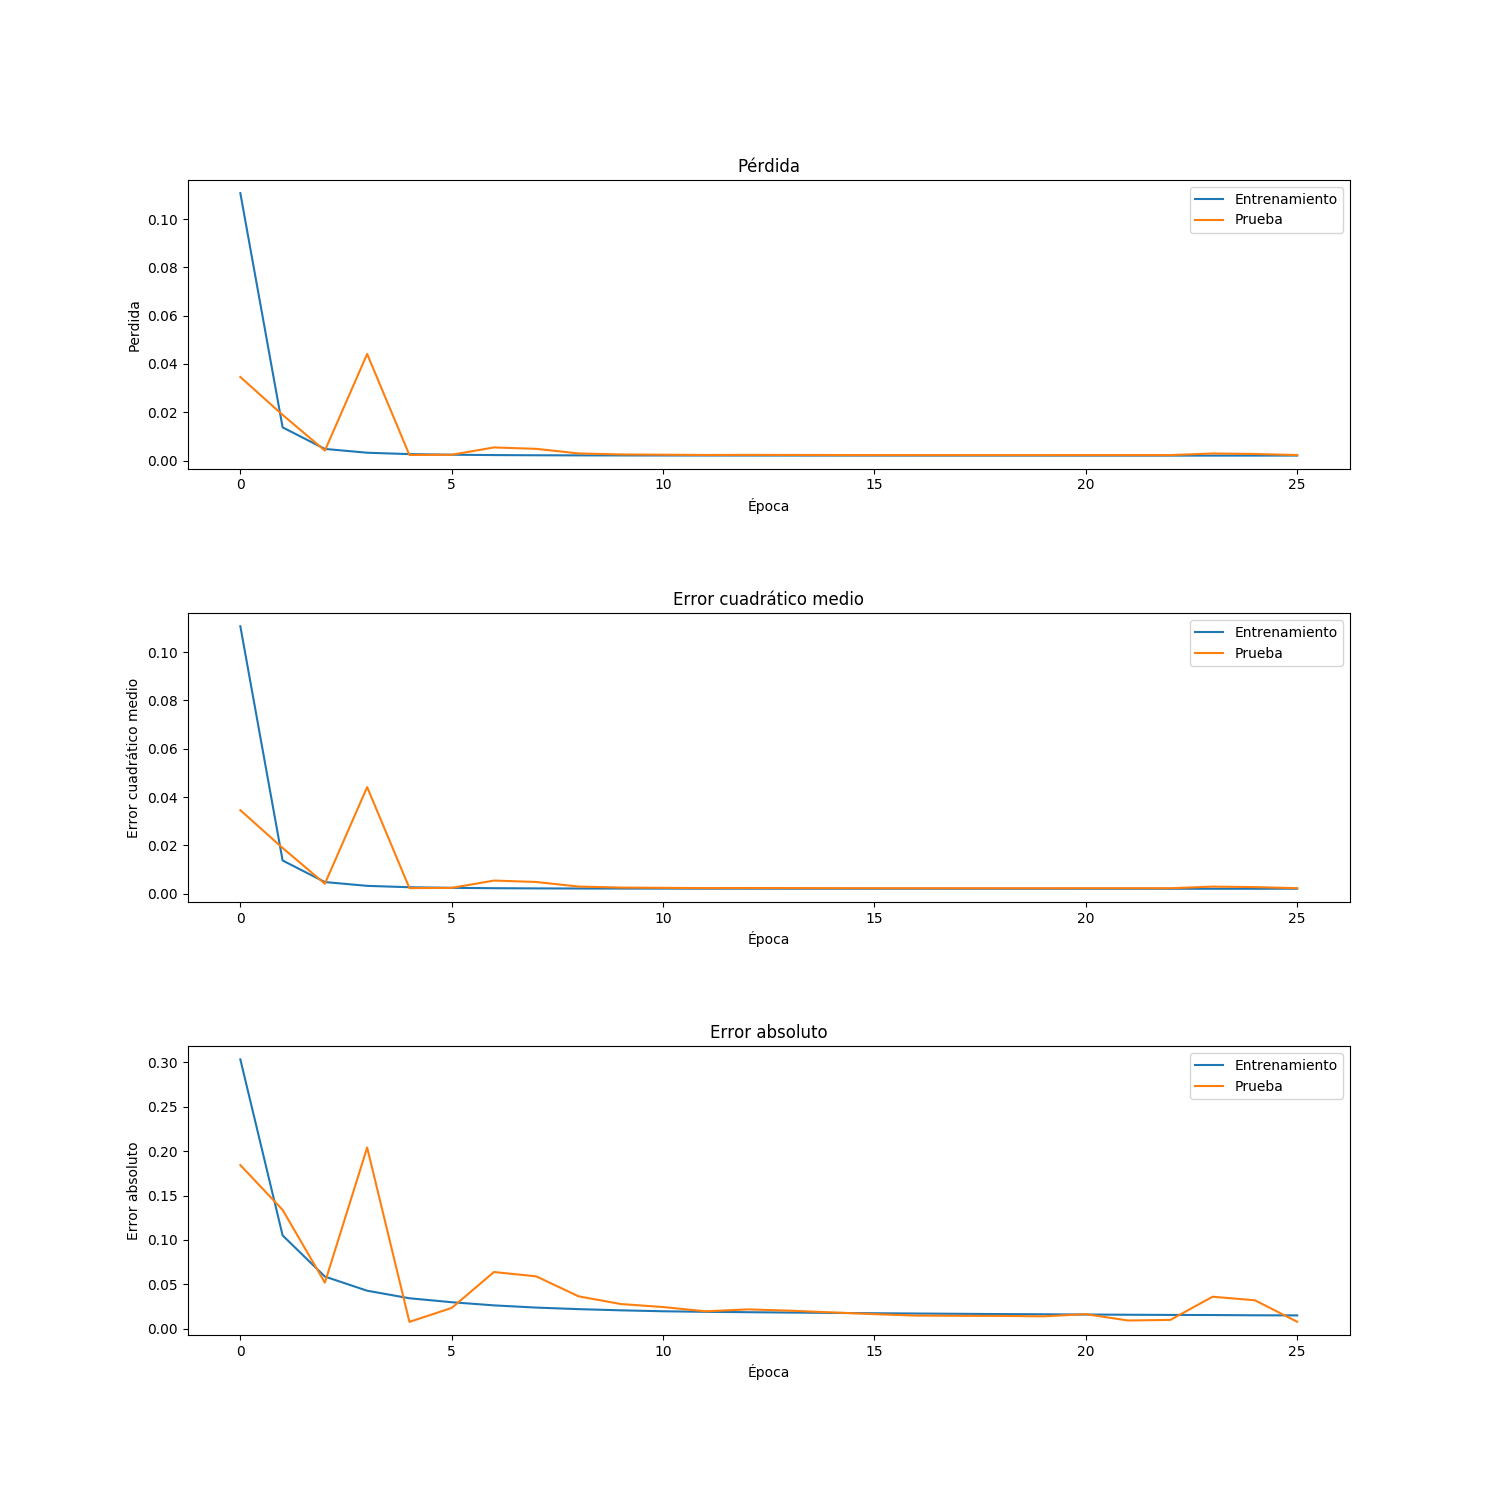 Pérdida
Entrenamiento
Prueba
0.10
0.08
0.06
0.04
0.02
0.00
Perdida
0 5 10 15 20 25
Época
Error cuadrático medio
Entrenamiento
Prueba
0.10
0.08
0.06
0.04
0.02
0.00
Error cuadrático medio
0 5 10 15 20 25
Época
Error absoluto
Entrenamiento
Prueba
0.30
0.25
0.20
0.15
0.10
0.05
0.00
Error absoluto
0 5 10 15 20 25
Época